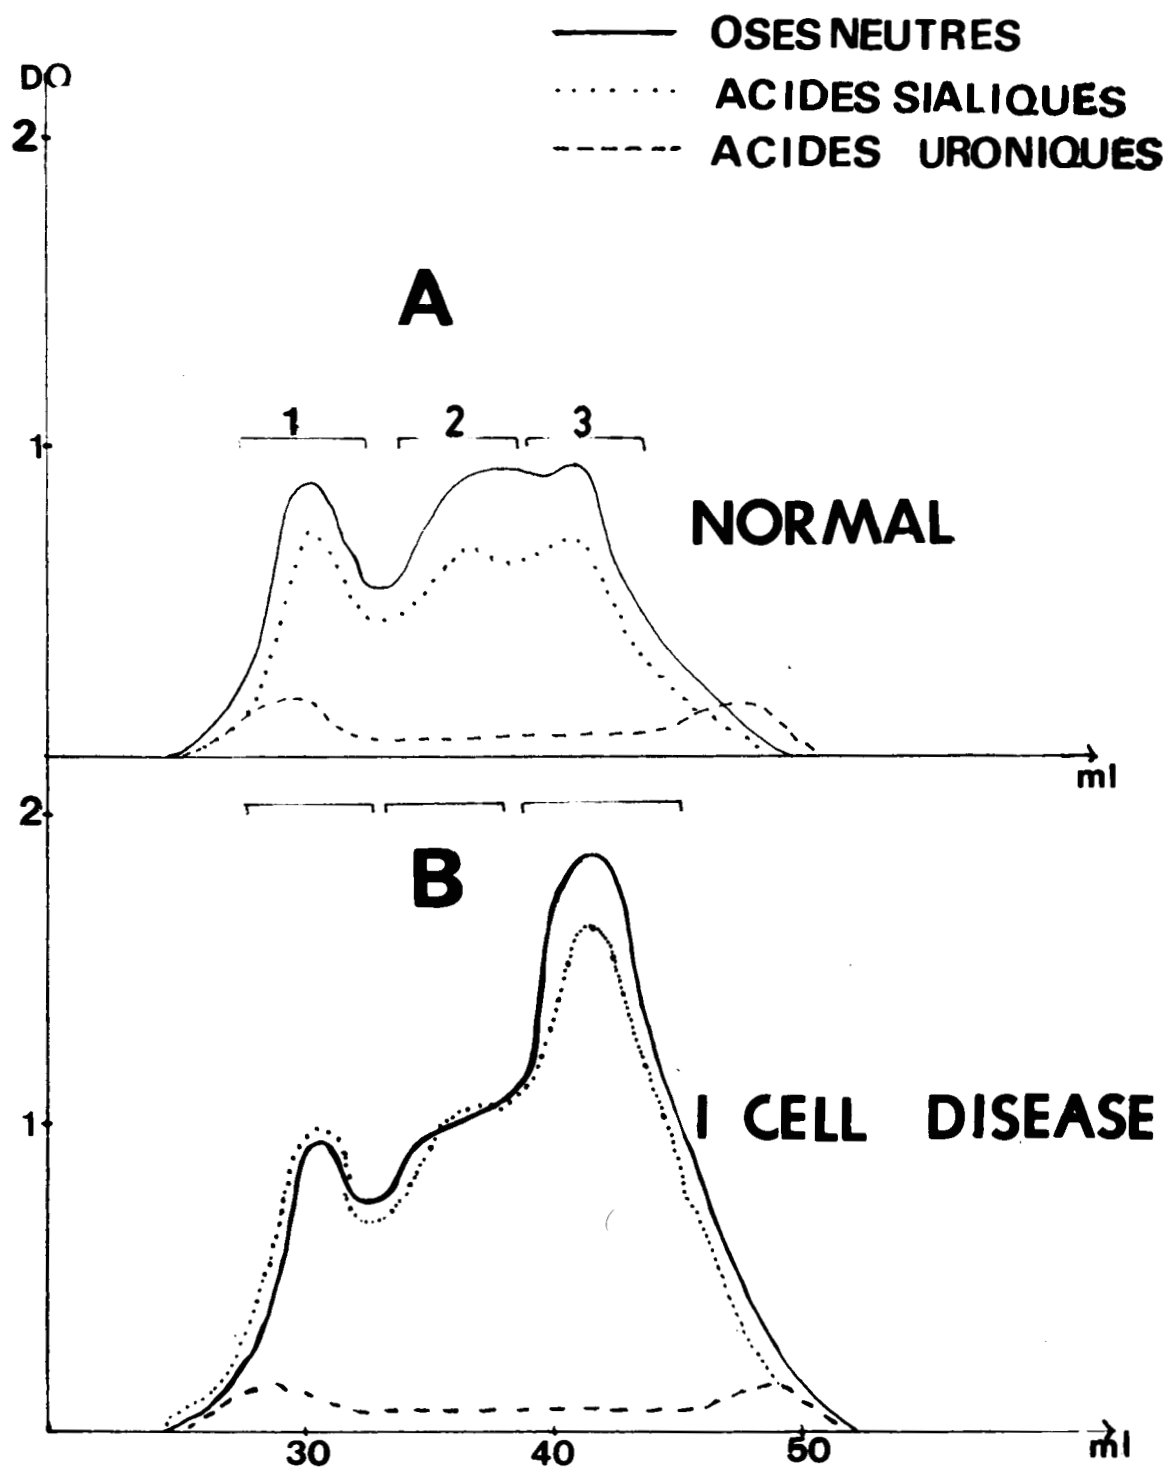 OSES NEUTRES
DO
ACIDES SIALIQUES
2
ACIDES URONIQUES
A
1 2 3
1
NORMAL
ml
2
B
1
I CELL DISEASE
30 40 50 ml